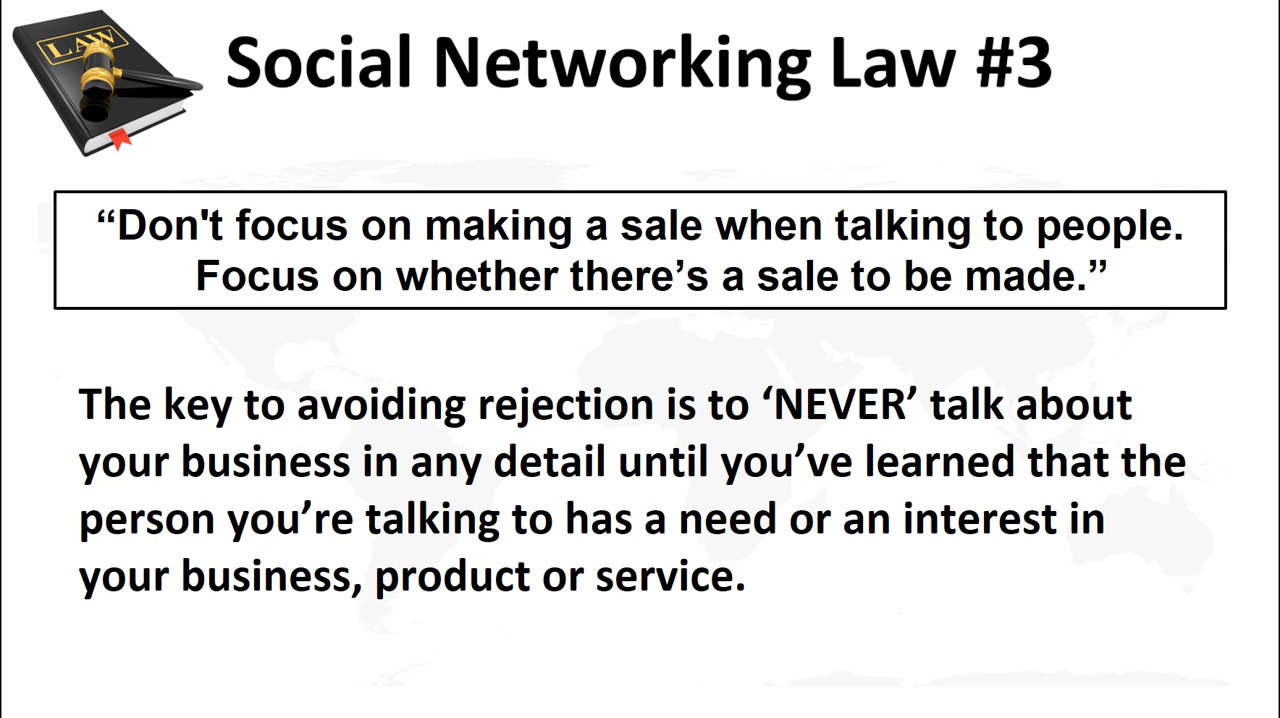 LAW
Social Networking Law #3
“Don't focus on making a sale when talking to people.
Focus on whether there’s a sale to be made.”
The key to avoiding rejection is to ‘NEVER’ talk about
your business in any detail until you’ve learned that the
person you’re talking to has a need or an interest in
your business, product or service.